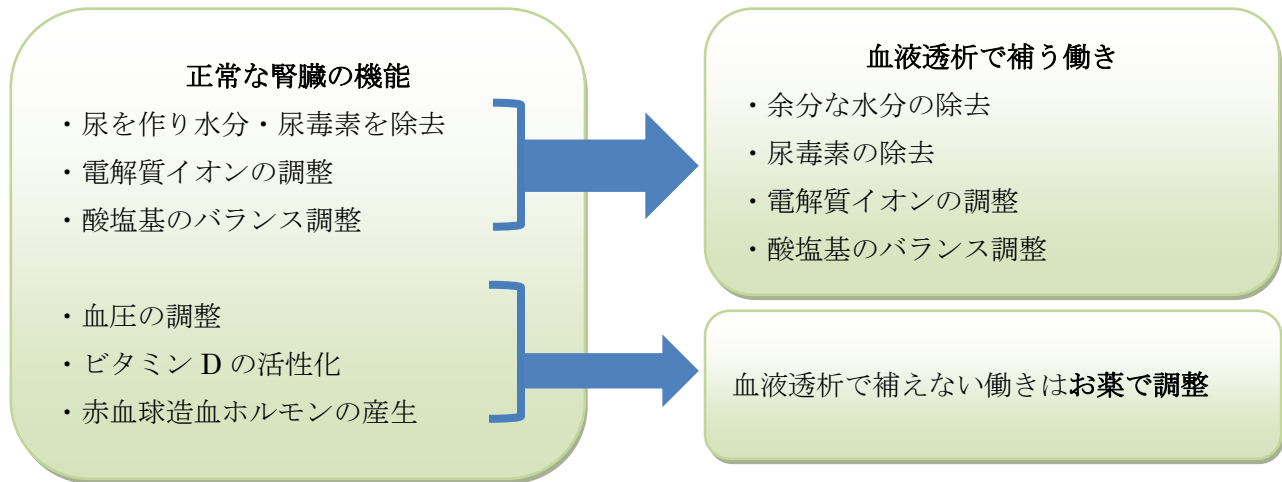 正常な腎臓の機能
・尿を作り水分・尿毒素を除去
・電解質イオンの調整
・酸塩基のバランス調整
・血圧の調整
・ビタミン D の活性化
・赤血球造血ホルモンの産生
血液透析で補う働き
・余分な水分の除去
・尿毒素の除去
・電解質イオンの調整
・酸塩基のバランス調整
血液透析で補えない働きはお薬で調整